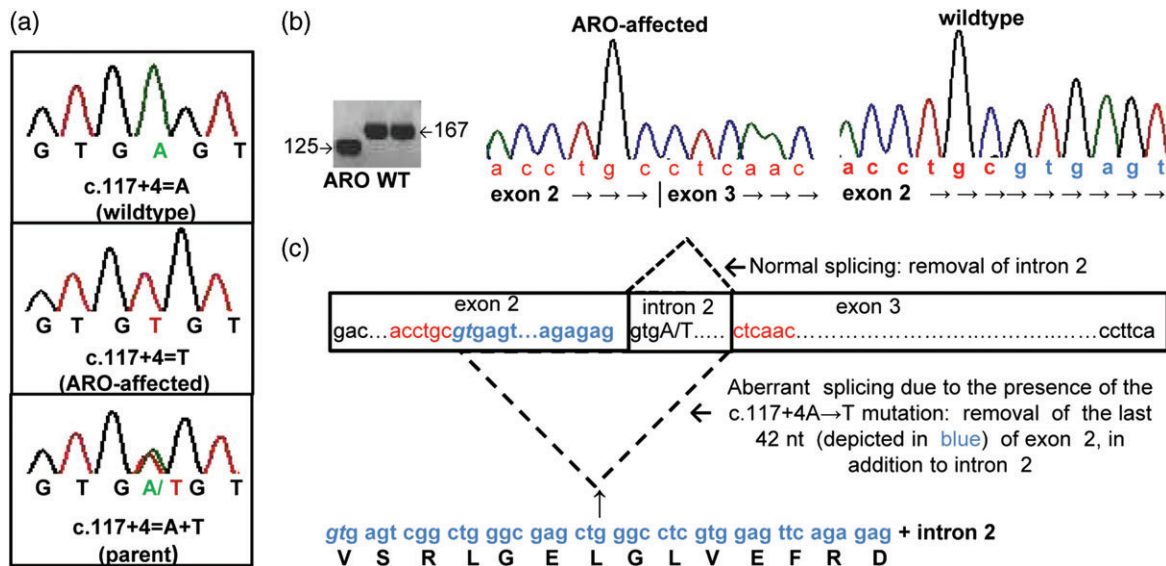 (a)
G T G A G T
c.117+4=A
(wildtype)
G T G T G T
c.117+4=T
(ARO-affected)
G T G A/ T G T
c.117+4=A+T
(parent)
(b)
ARO-affected
wildtype
125→
←167
ARO WT
a c c t g c c t c a a c
exon 2 → → → | exon 3 → → → →
a c c t g c g t g a g t
exon 2 → → → → → → → → →
(c)
← Normal splicing: removal of intron 2
exon 2
intron 2
exon 3
gac...acctgcgtgagt...agagag
gtgA/T.....
ctcaac............................................ccttca
Aberrant splicing due to the presence of the
← c.117+4A→T mutation: removal of the last
42 nt (depicted in blue) of exon 2, in
addition to intron 2
gtg agt cgg ctg ggc gag ctg ggc ctc gtg gag ttc aga gag + intron 2
V S R L G E L G L V E F R D